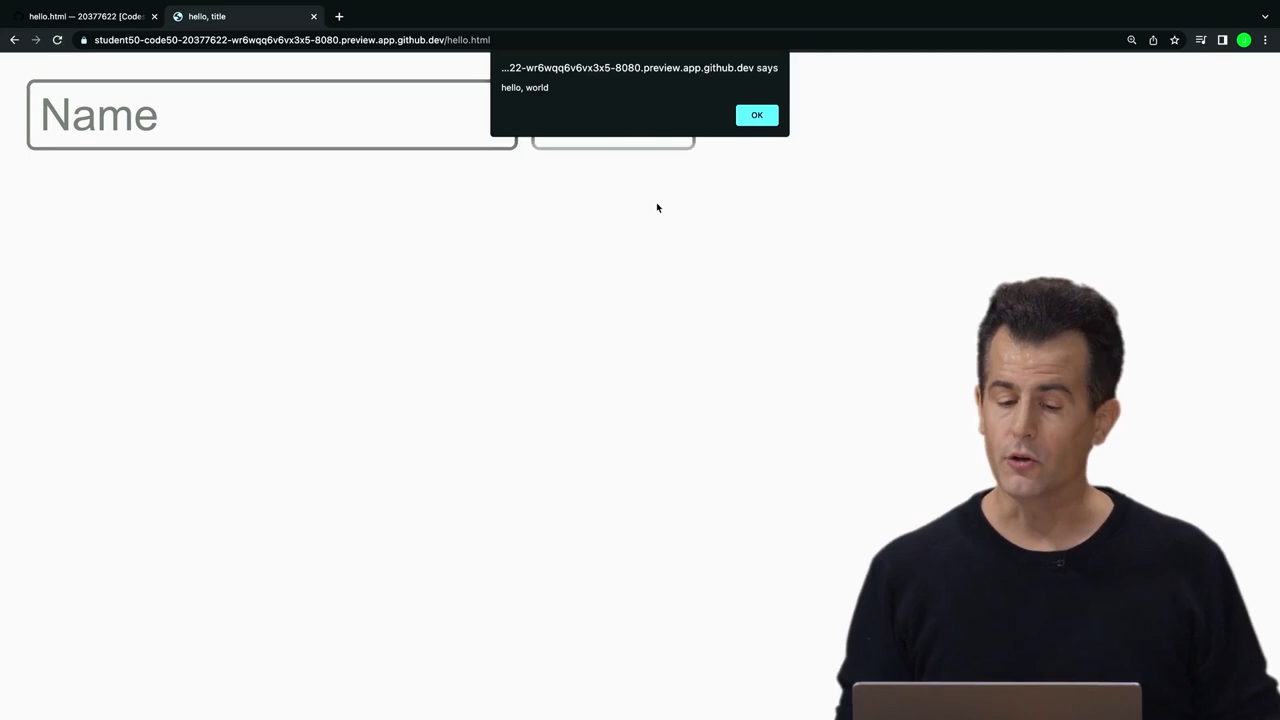 hello.html — 20377622 [Codes
hello, title
student50-code50-20377622-wr6wqq6v6vx3x5-8080.preview.app.github.dev/hello.html
...22-wr6wqq6v6vx3x5-8080.preview.app.github.dev says
hello, world
OK
Name